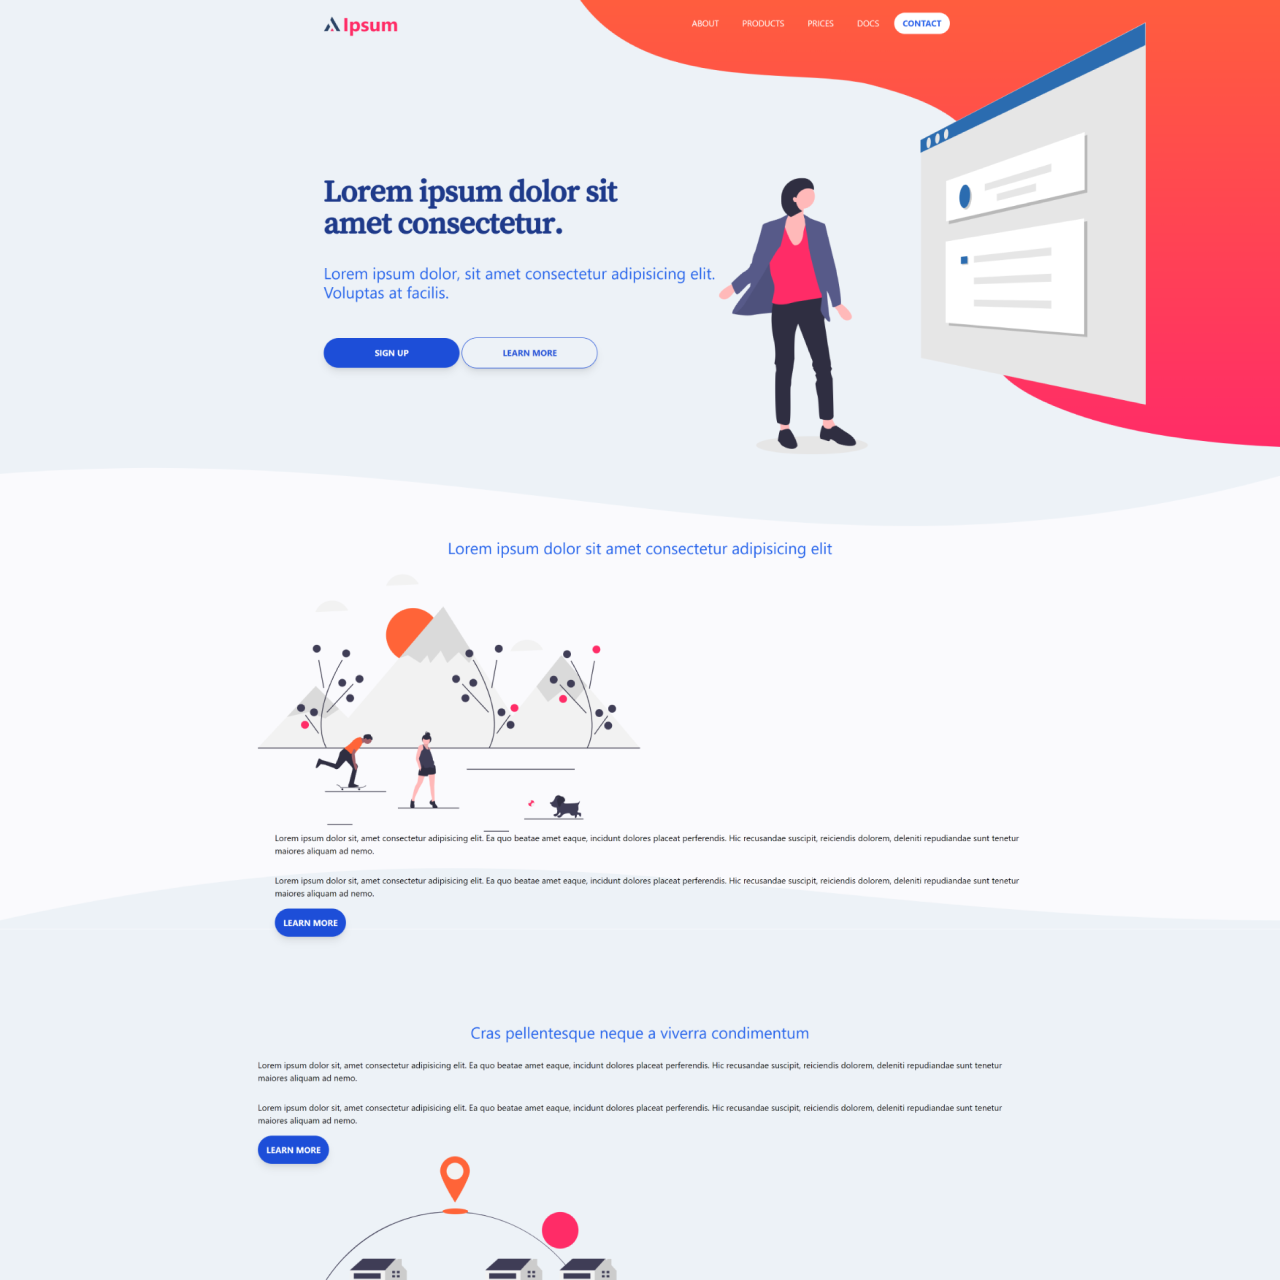 Ipsum
ABOUT PRODUCTS PRICES DOCS CONTACT
Lorem ipsum dolor sit
amet consectetur.
Lorem ipsum dolor, sit amet consectetur adipisicing elit.
Voluptas at facilis.
SIGN UP LEARN MORE
Lorem ipsum dolor sit amet consectetur adipisicing elit
Lorem ipsum dolor sit, amet consectetur adipisicing elit. Ea quo beatae amet eaque, incidunt dolores placeat perferendis. Hic recusandae suscipit, reiciendis dolorem, deleniti repudiandae sunt tenetur
maiores aliquam ad nemo.
Lorem ipsum dolor sit, amet consectetur adipisicing elit. Ea quo beatae amet eaque, incidunt dolores placeat perferendis. Hic recusandae suscipit, reiciendis dolorem, deleniti repudiandae sunt tenetur
maiores aliquam ad nemo.
LEARN MORE
Cras pellentesque neque a viverra condimentum
Lorem ipsum dolor sit, amet consectetur adipisicing elit. Ea quo beatae amet eaque, incidunt dolores placeat perferendis. Hic recusandae suscipit, reiciendis dolorem, deleniti repudiandae sunt tenetur
maiores aliquam ad nemo.
Lorem ipsum dolor sit, amet consectetur adipisicing elit. Ea quo beatae amet eaque, incidunt dolores placeat perferendis. Hic recusandae suscipit, reiciendis dolorem, deleniti repudiandae sunt tenetur
maiores aliquam ad nemo.
LEARN MORE